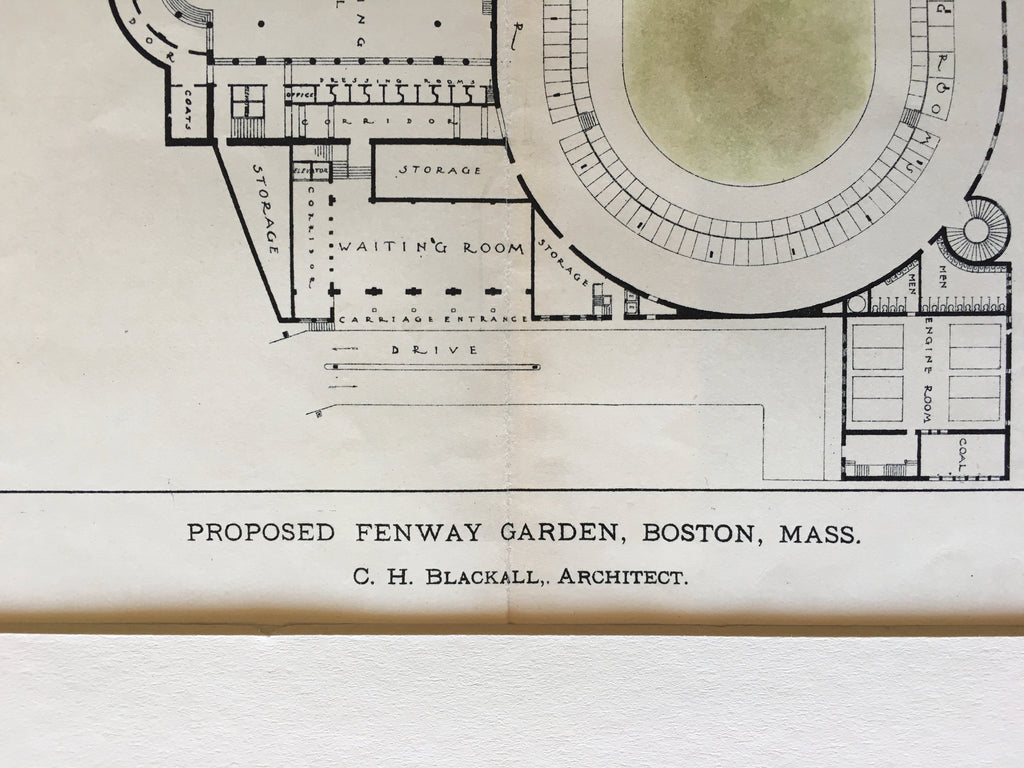 DRESSING ROOMS
OFFICE
COATS
CORRIDOR
STORAGE
ELEVATOR
STORAGE
CORRIDOR
WAITING ROOM
STORAGE
MEN
MEN
CARRIAGE ENTRANCE
ENGINE ROOM
DRIVE
COAL
PROPOSED FENWAY GARDEN, BOSTON, MASS.
C. H. BLACKALL,. ARCHITECT.